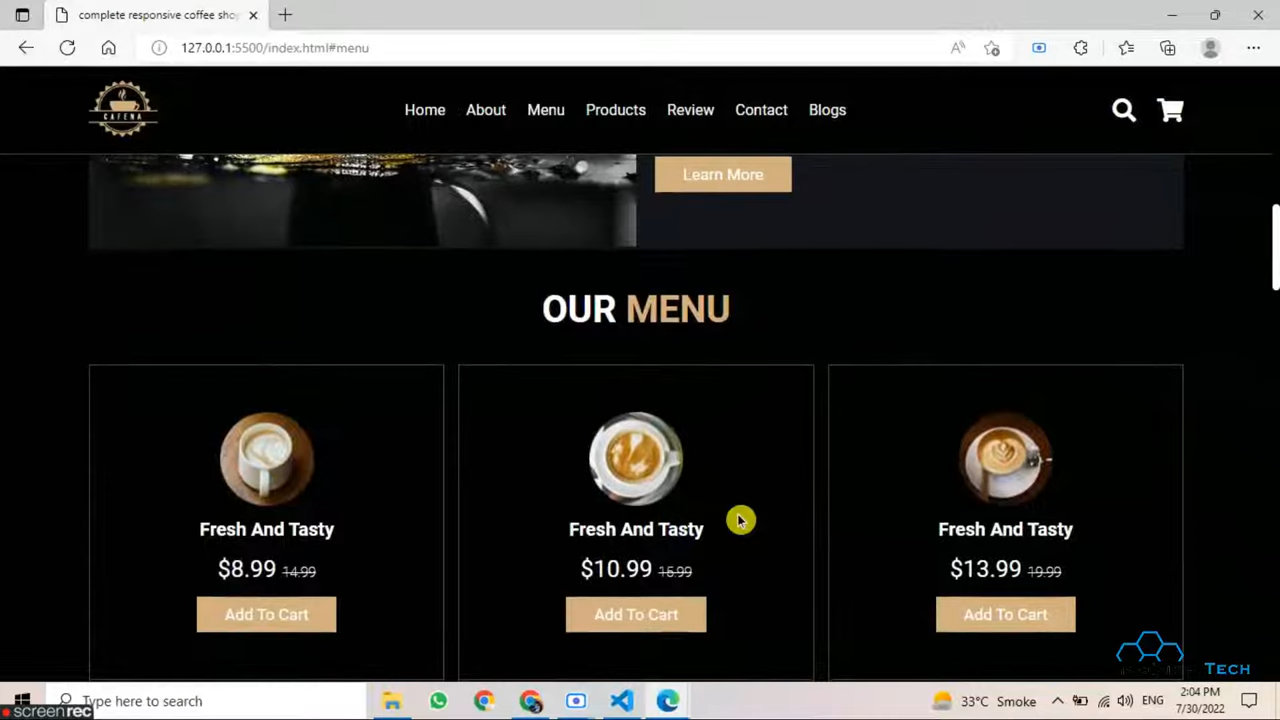 complete responsive coffee shop
127.0.0.1:5500/index.html#menu
CAFENA
Home About Menu Products Review Contact Blogs
Learn More
OUR MENU
Fresh And Tasty Fresh And Tasty Fresh And Tasty
$8.99 14.99 $10.99 15.99 $13.99 19.99
Add To Cart Add To Cart Add To Cart
TECH
Type here to search 33°C Smoke ENG 2:04 PM
7/30/2022
screenrec